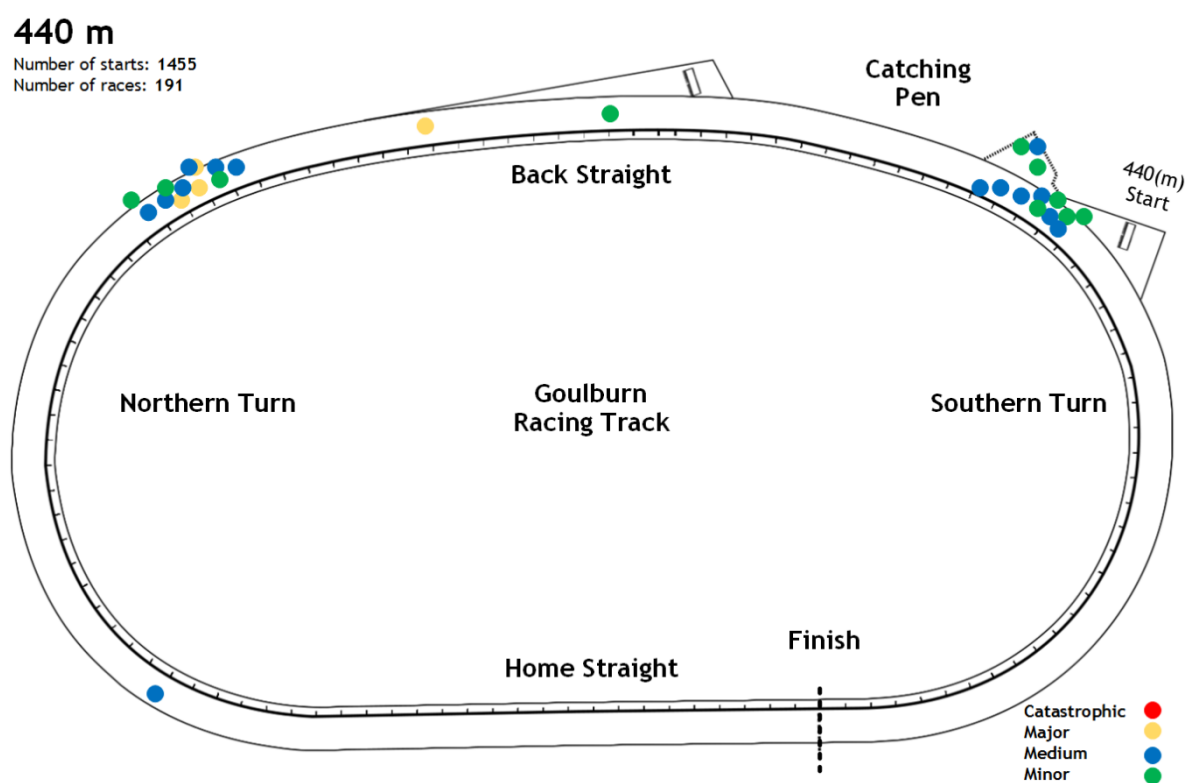 440 m
Number of starts: 1455
Number of races: 191
Catching
Pen
440(m)
Start
Back Straight
Northern Turn
Goulburn
Racing Track
Southern Turn
Finish
Home Straight
Catastrophic
Major
Medium
Minor